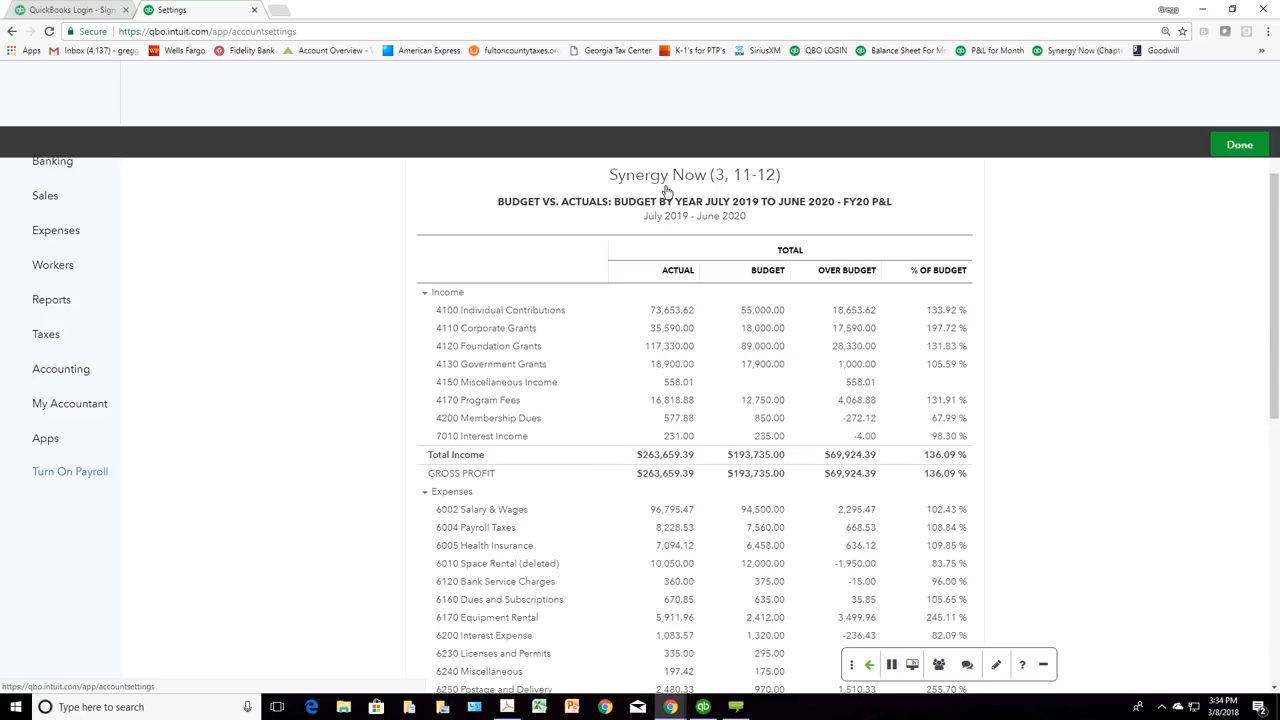 QuickBooks Login - Sign
Settings
Gregg
Secure
https://qbo.intuit.com/app/accountsettings
Apps
Inbox (4,137) - gregg
Wells Fargo
Fidelity Bank
Account Overview -
American Express
fultoncountytaxes.org
Georgia Tax Center
K-1's for PTP's
SiriusXM
QBO LOGIN
Balance Sheet For M
P&L for Month
Synergy Now (Chapt
Goodwill
»
Done
Banking
Sales
Expenses
Workers
Reports
Taxes
Accounting
My Accountant
Apps
Turn On Payroll
Synergy Now (3, 11-12)
BUDGET VS. ACTUALS: BUDGET BY YEAR JULY 2019 TO JUNE 2020 - FY20 P&L
July 2019 - June 2020
TOTAL
ACTUAL BUDGET OVER BUDGET % OF BUDGET
Income
4100 Individual Contributions 73,653.62 55,000.00 18,653.62 133.92 %
4110 Corporate Grants 35,590.00 18,000.00 17,590.00 197.72 %
4120 Foundation Grants 117,330.00 89,000.00 28,330.00 131.83 %
4130 Government Grants 18,900.00 17,900.00 1,000.00 105.59 %
4150 Miscellaneous Income 558.01 558.01
4170 Program Fees 16,818.88 12,750.00 4,068.88 131.91 %
4200 Membership Dues 577.88 850.00 -272.12 67.99 %
7010 Interest Income 231.00 235.00 -4.00 98.30 %
Total Income $263,659.39 $193,735.00 $69,924.39 136.09 %
GROSS PROFIT $263,659.39 $193,735.00 $69,924.39 136.09 %
Expenses
6002 Salary & Wages 96,795.47 94,500.00 2,295.47 102.43 %
6004 Payroll Taxes 8,228.53 7,560.00 668.53 108.84 %
6005 Health Insurance 7,094.12 6,458.00 636.12 109.85 %
6010 Space Rental (deleted) 10,050.00 12,000.00 -1,950.00 83.75 %
6120 Bank Service Charges 360.00 375.00 -15.00 96.00 %
6160 Dues and Subscriptions 670.85 635.00 35.85 105.65 %
6170 Equipment Rental 5,911.96 2,412.00 3,499.96 245.11 %
6200 Interest Expense 1,083.57 1,320.00 -236.43 82.09 %
6230 Licenses and Permits 335.00 295.00
6240 Miscellaneous 197.42 175.00
6250 Postage and Delivery 2,480.33 970.00 1,510.33 255.70 %
?
https://qbo.intuit.com/app/accountsettings
Type here to search
3:34 PM
3/8/2018
2